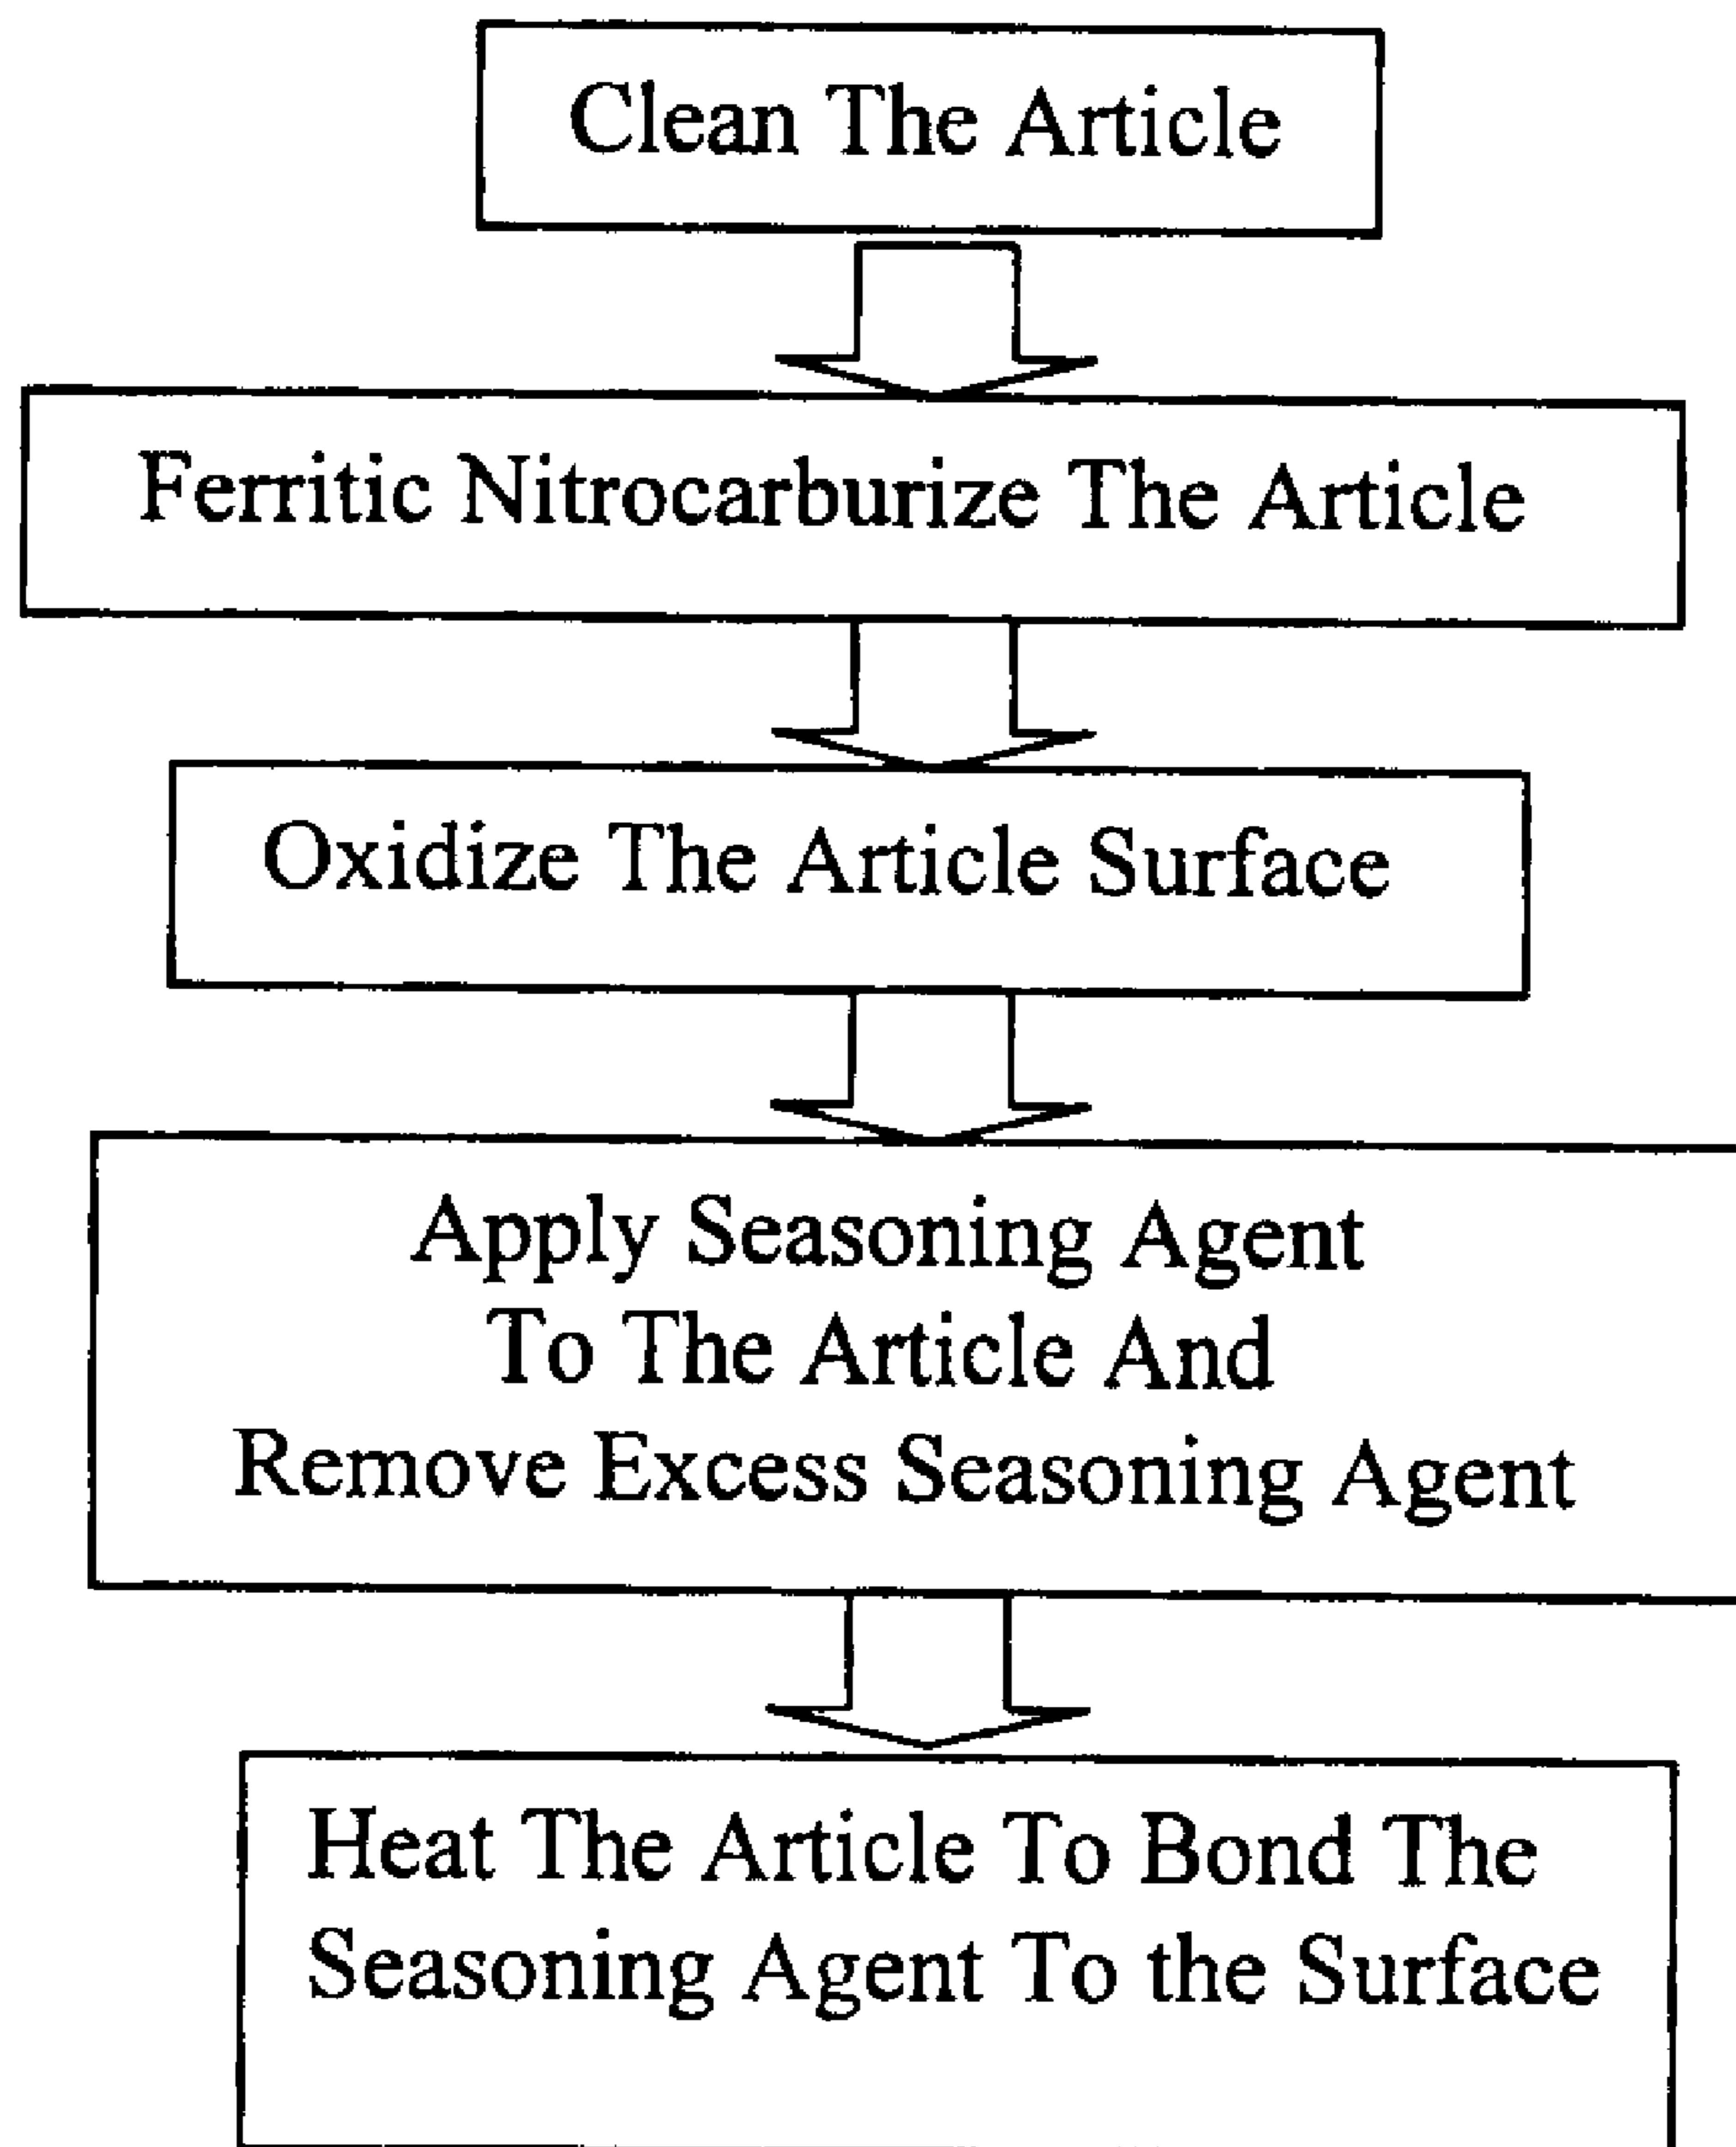 Clean The Article
Ferritic Nitrocarburize The Article
Oxidize The Article Surface
Apply Seasoning Agent
To The Article And
Remove Excess Seasoning Agent
Heat The Article To Bond The
Seasoning Agent To the Surface